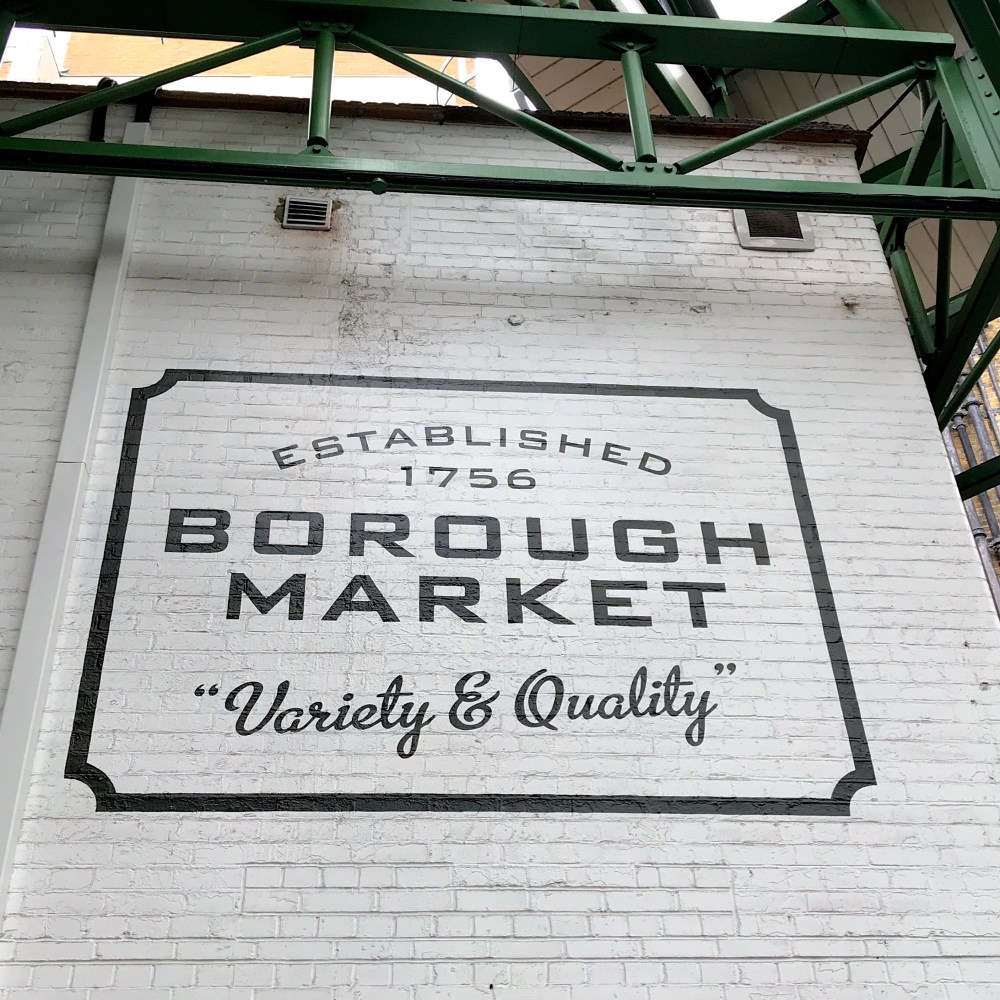 ESTABLISHED
1756
BOROUGH
MARKET
“Variety & Quality”